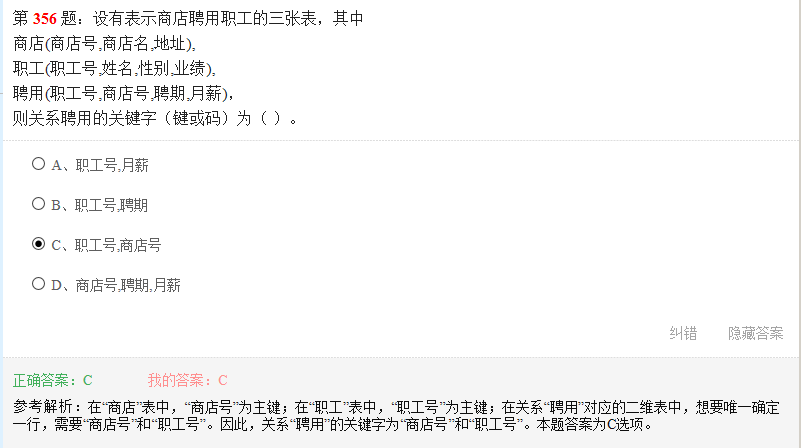 第 356 题：设有表示商店聘用职工的三张表，其中
商店(商店号,商店名,地址),
职工(职工号,姓名,性别,业绩),
聘用(职工号,商店号,聘期,月薪)，
则关系聘用的关键字（键或码）为（ ）。
A、职工号,月薪
B、职工号,聘期
C、职工号,商店号
D、商店号,聘期,月薪
纠错 隐藏答案
正确答案：C 我的答案：C
参考解析：在“商店”表中，“商店号”为主键；在“职工”表中，“职工号”为主键；在关系“聘用”对应的二维表中，想要唯一确定
一行，需要“商店号”和“职工号”。因此，关系“聘用”的关键字为“商店号”和“职工号”。本题答案为C选项。